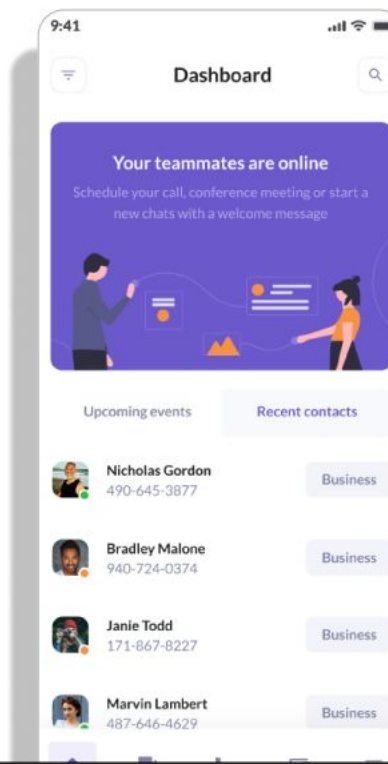 9:41
Dashboard
Your teammates are online
Schedule your call, conference meeting or start a
new chats with a welcome message
Upcoming events Recent contacts
Nicholas Gordon
490-645-3877
Business
Bradley Malone
940-724-0374
Business
Janie Todd
171-867-8227
Business
Marvin Lambert
487-646-4629
Business